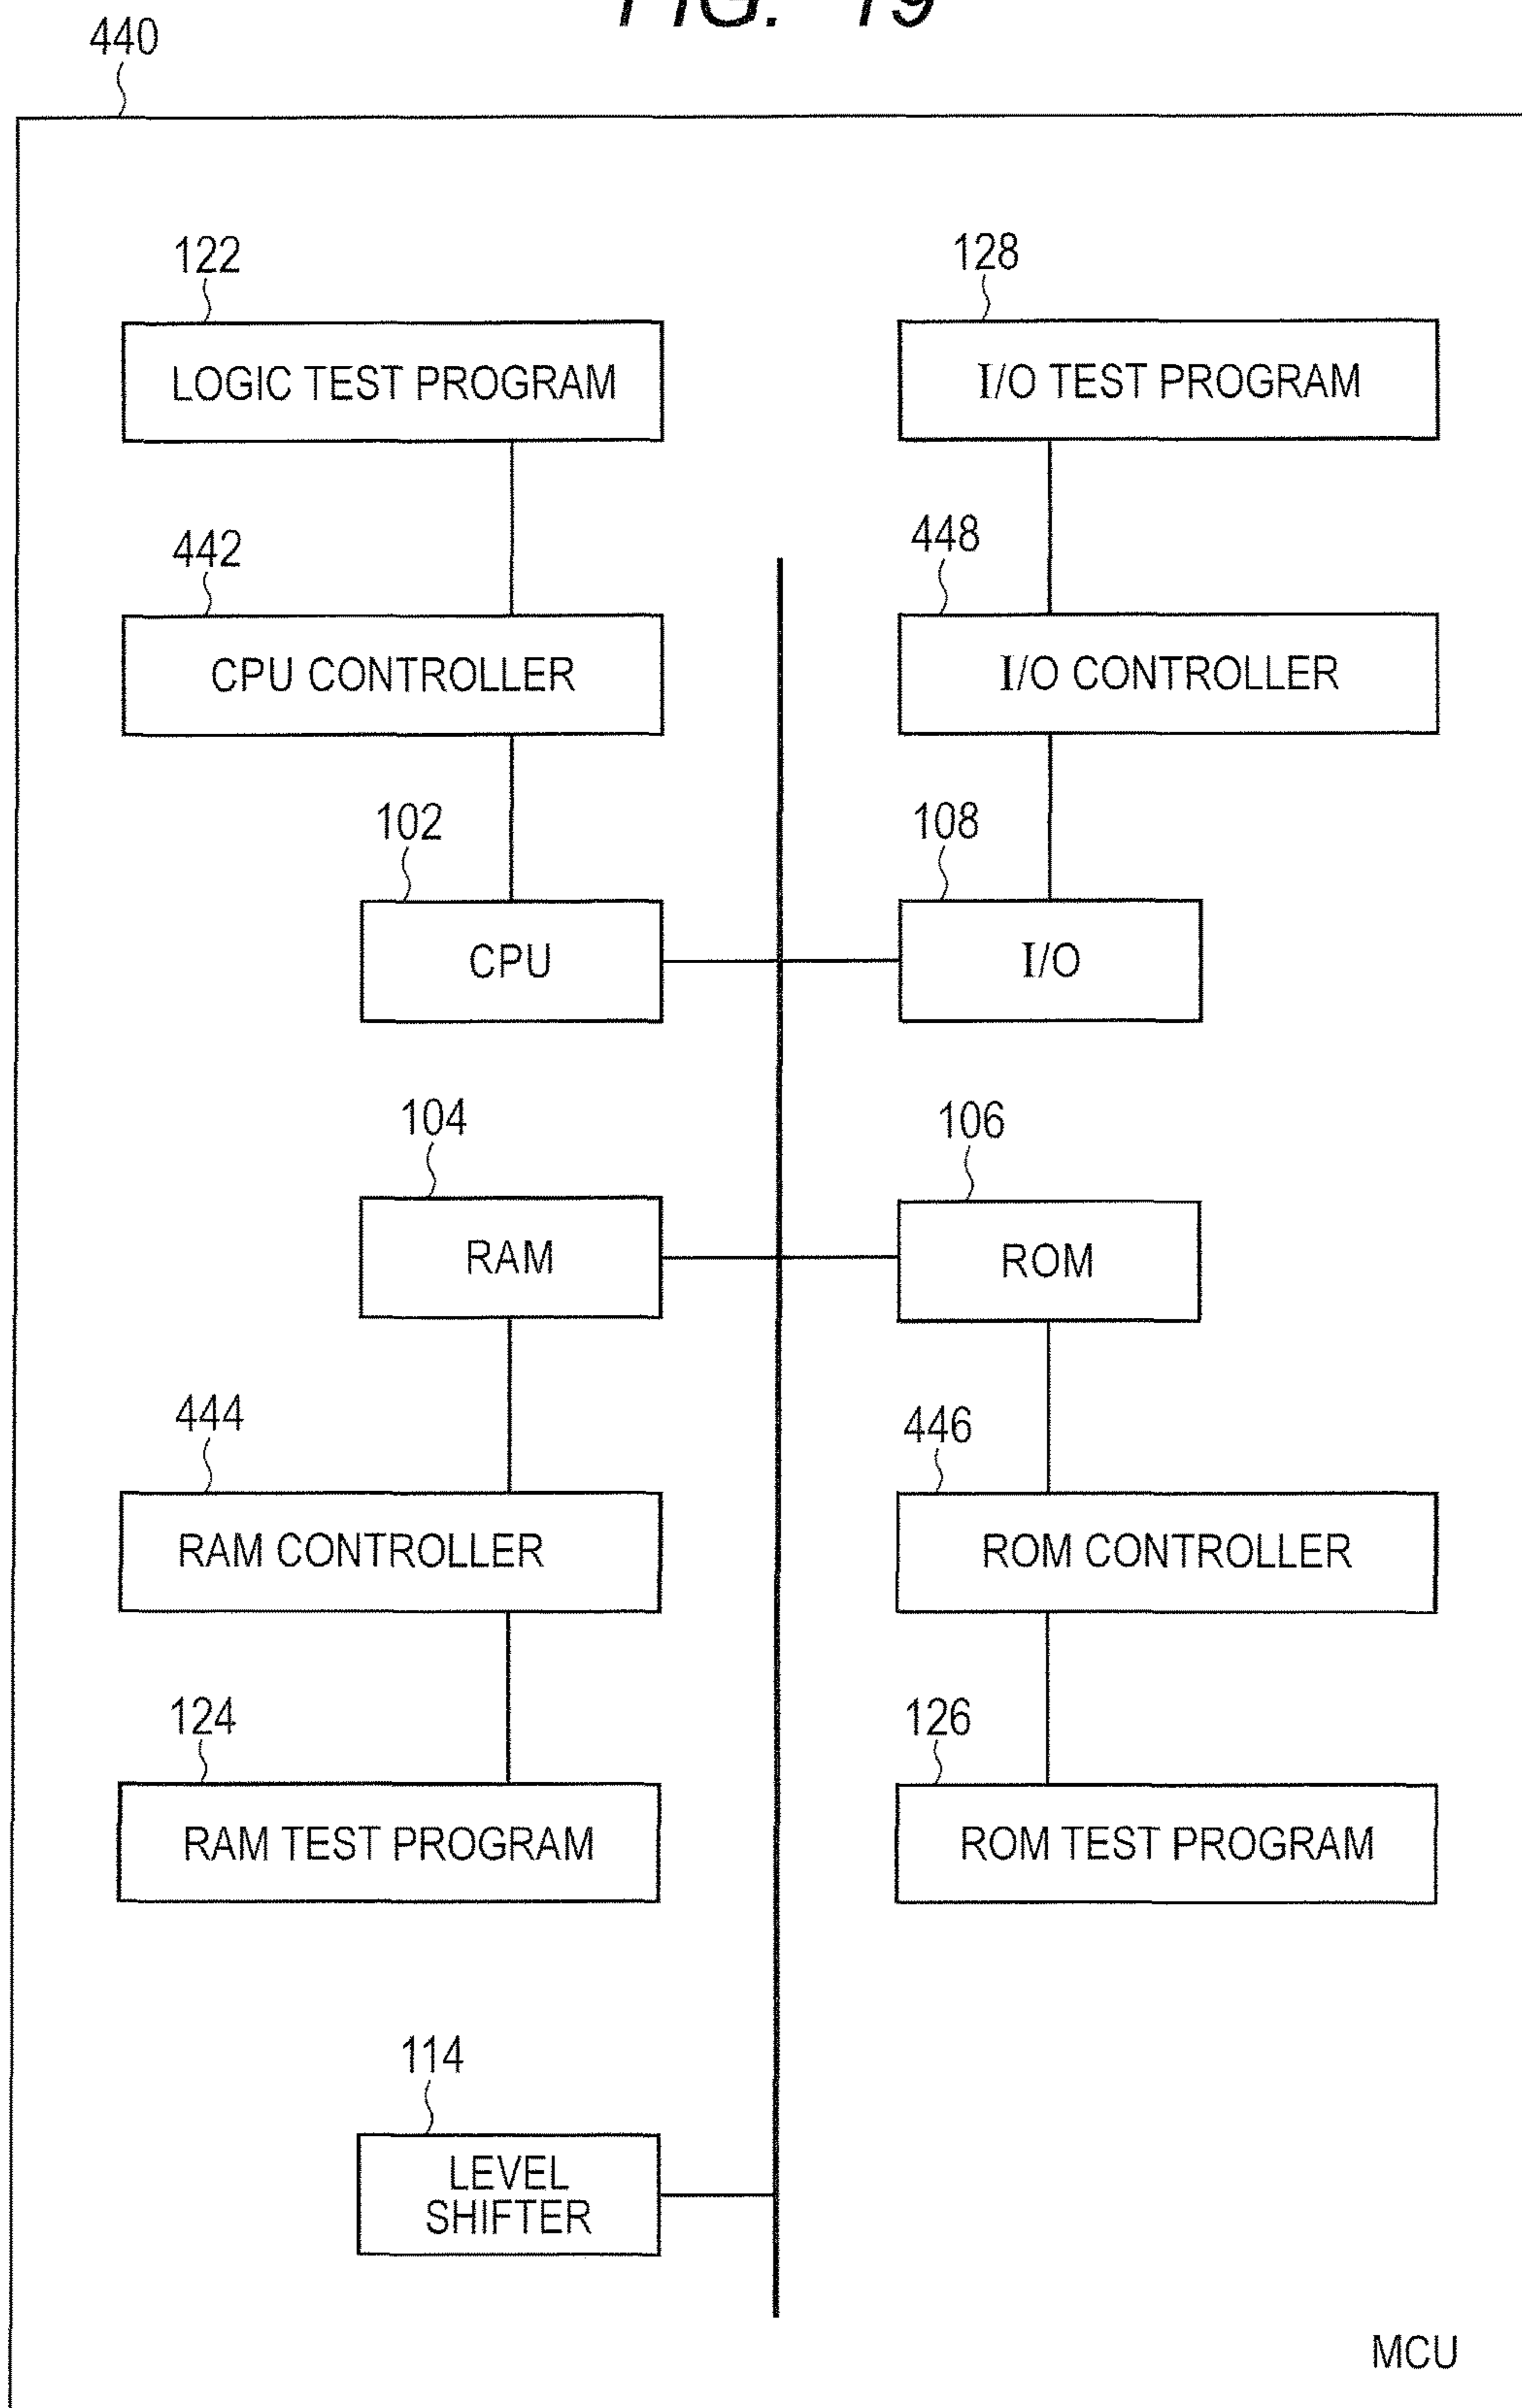 FIG. 19
440
122
128
LOGIC TEST PROGRAM
I/O TEST PROGRAM
442
448
CPU CONTROLLER
I/O CONTROLLER
102
108
CPU
I/O
104
106
RAM
ROM
444
446
RAM CONTROLLER
ROM CONTROLLER
124
126
RAM TEST PROGRAM
ROM TEST PROGRAM
114
LEVEL
SHIFTER
MCU